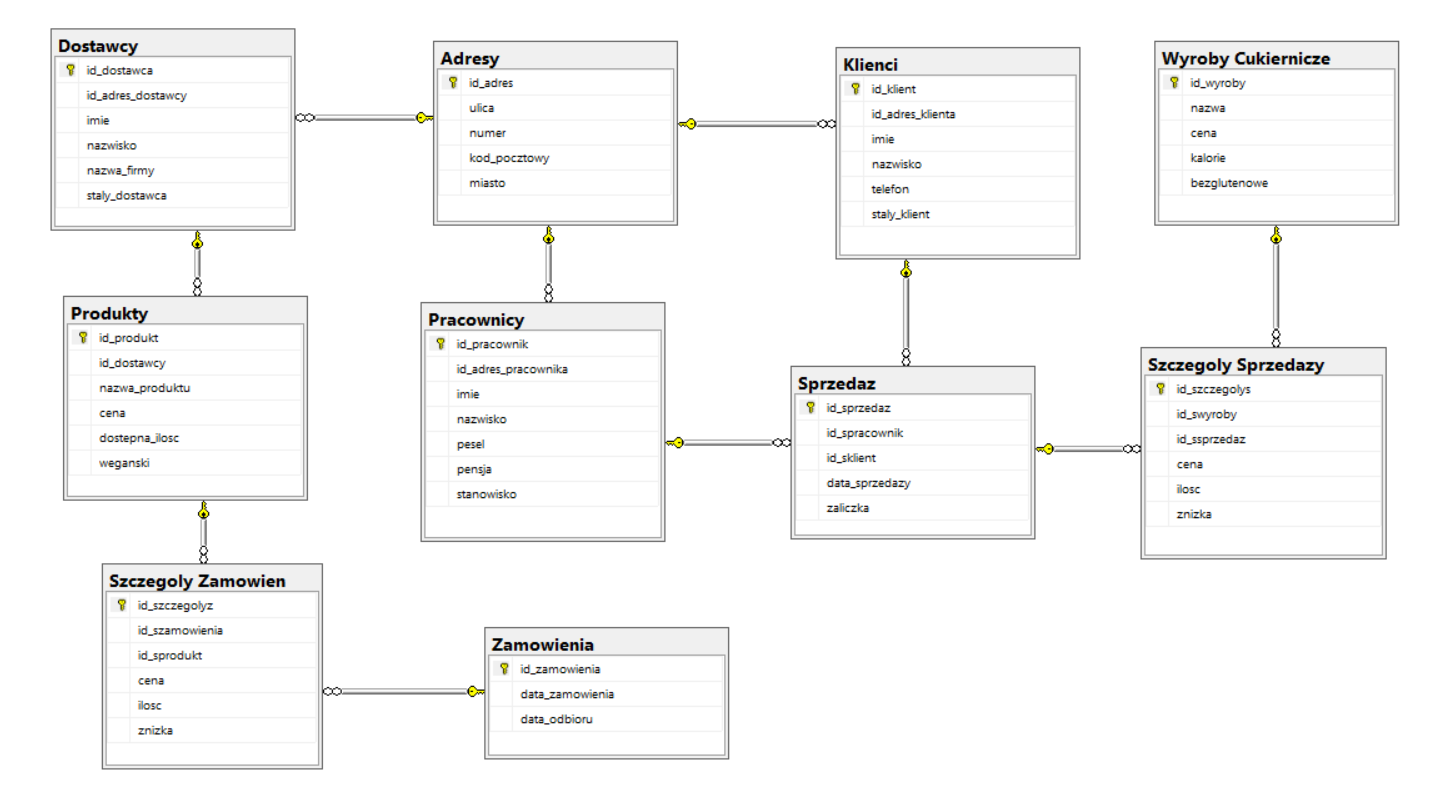 Dostawcy
id_dostawca
id_adres_dostawcy
imie
nazwisko
nazwa_firmy
staly_dostawca
Adresy
id_adres
ulica
numer
kod_pocztowy
miasto
Klienci
id_klient
id_adres_klienta
imie
nazwisko
telefon
staly_klient
Wyroby Cukiernicze
id_wyroby
nazwa
cena
kalorie
bezglutenowe
Produkty
id_produkt
id_dostawcy
nazwa_produktu
cena
dostepna_ilosc
weganski
Pracownicy
id_pracownik
id_adres_pracownika
imie
nazwisko
pesel
pensja
stanowisko
Sprzedaz
id_sprzedaz
id_spracownik
id_sklient
data_sprzedazy
zaliczka
Szczegoly Sprzedazy
id_szczegolys
id_swyroby
id_ssprzedaz
cena
ilosc
znizka
Szczegoly Zamowien
id_szczegolyz
id_szamowienia
id_sprodukt
cena
ilosc
znizka
Zamowienia
id_zamowienia
data_zamowienia
data_odbioru